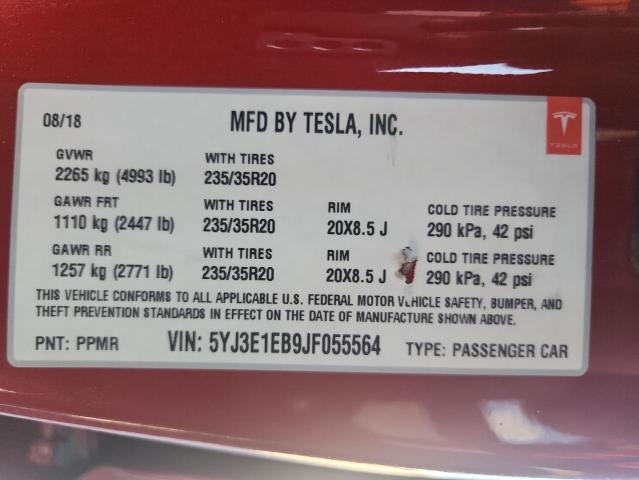 08/18 MFD BY TESLA, INC.
TESLA
GVWR WITH TIRES
2265 kg (4993 lb) 235/35R20
GAWR FRT WITH TIRES RIM COLD TIRE PRESSURE
1110 kg (2447 lb) 235/35R20 20X8.5 J 290 kPa, 42 psi
GAWR RR WITH TIRES RIM COLD TIRE PRESSURE
1257 kg (2771 lb) 235/35R20 20X8.5 J 290 kPa, 42 psi
THIS VEHICLE CONFORMS TO ALL APPLICABLE U.S. FEDERAL MOTOR VEHICLE SAFETY, BUMPER, AND
THEFT PREVENTION STANDARDS IN EFFECT ON THE DATE OF MANUFACTURE SHOWN ABOVE.
PNT: PPMR VIN: 5YJ3E1EB9JF055564 TYPE: PASSENGER CAR